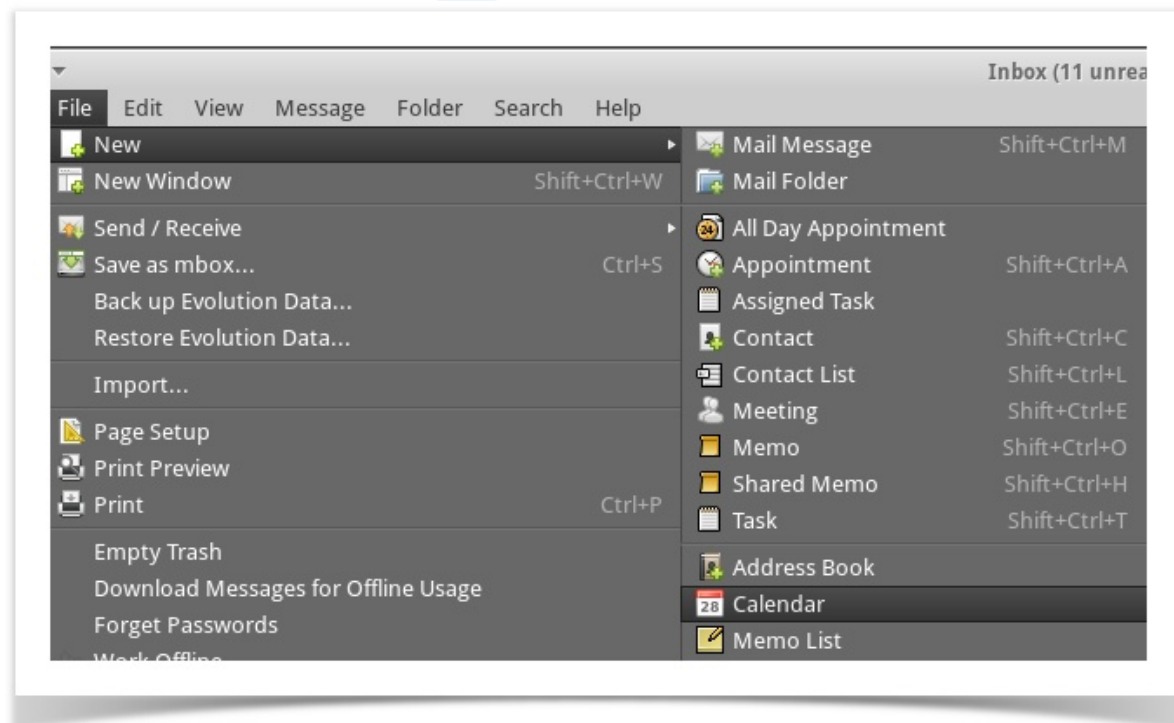 Inbox (11 unrea
File Edit View Message Folder Search Help
New
New Window Shift+Ctrl+W
Send / Receive
Save as mbox... Ctrl+S
Back up Evolution Data...
Restore Evolution Data...
Import...
Page Setup
Print Preview
Print Ctrl+P
Empty Trash
Download Messages for Offline Usage
Forget Passwords
Work Offline
Mail Message Shift+Ctrl+M
Mail Folder
24 All Day Appointment
Appointment Shift+Ctrl+A
Assigned Task
Contact Shift+Ctrl+C
Contact List Shift+Ctrl+L
Meeting Shift+Ctrl+E
Memo Shift+Ctrl+O
Shared Memo Shift+Ctrl+H
Task Shift+Ctrl+T
Address Book
28 Calendar
Memo List